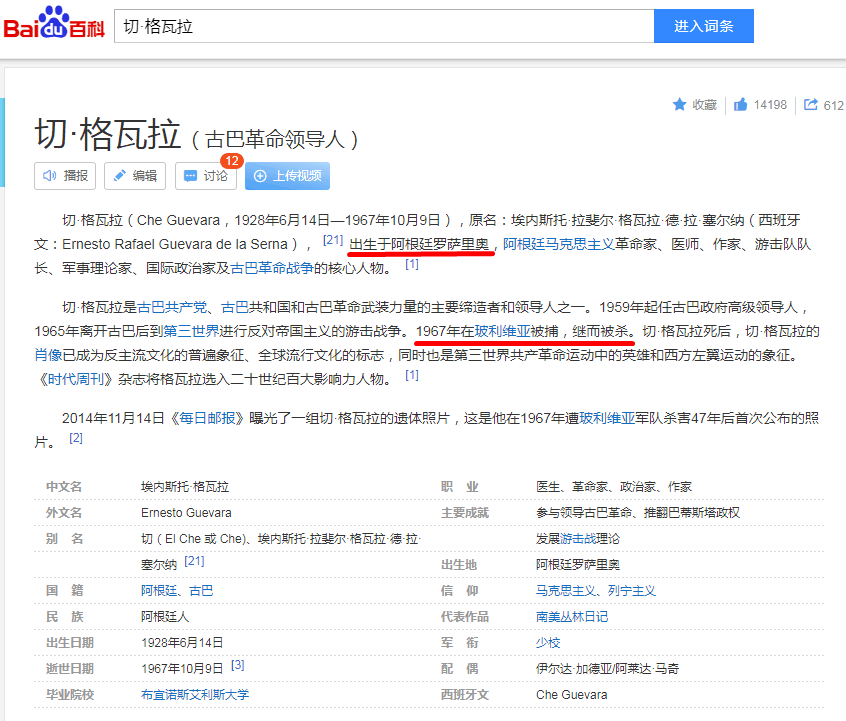 Bai du 百科
切·格瓦拉
进入词条
收藏 14198 612
切·格瓦拉（古巴革命领导人）
播报 编辑 讨论 12 上传视频
切·格瓦拉（Che Guevara，1928年6月14日—1967年10月9日），原名：埃内斯托·拉斐尔·格瓦拉·德·拉·塞尔纳（西班牙
文：Ernesto Rafael Guevara de la Serna）， [21] 出生于阿根廷罗萨里奥，阿根廷马克思主义革命家、医师、作家、游击队队
长、军事理论家、国际政治家及古巴革命战争的核心人物。 [1]
切·格瓦拉是古巴共产党、古巴共和国和古巴革命武装力量的主要缔造者和领导人之一。1959年起任古巴政府高级领导人，
1965年离开古巴后到第三世界进行反对帝国主义的游击战争。1967年在玻利维亚被捕，继而被杀。切·格瓦拉死后，切·格瓦拉的
肖像已成为反主流文化的普遍象征、全球流行文化的标志，同时也是第三世界共产革命运动中的英雄和西方左翼运动的象征。
《时代周刊》杂志将格瓦拉选入二十世纪百大影响力人物。 [1]
2014年11月14日《每日邮报》曝光了一组切·格瓦拉的遗体照片，这是他在1967年遭玻利维亚军队杀害47年后首次公布的照
片。 [2]
中文名 埃内斯托·格瓦拉
外文名 Ernesto Guevara
别 名 切（El Che 或 Che)、埃内斯托·拉斐尔·格瓦拉·德·拉·
塞尔纳 [21]
国 籍 阿根廷、古巴
民 族 阿根廷人
出生日期 1928年6月14日
逝世日期 1967年10月9日 [3]
毕业院校 布宜诺斯艾利斯大学
职 业 医生、革命家、政治家、作家
主要成就 参与领导古巴革命、推翻巴蒂斯塔政权
发展游击战理论
出生地 阿根廷罗萨里奥
信 仰 马克思主义、列宁主义
代表作品 南美丛林日记
军 衔 少校
配 偶 伊尔达·加德亚/阿莱达·马奇
西班牙文 Che Guevara